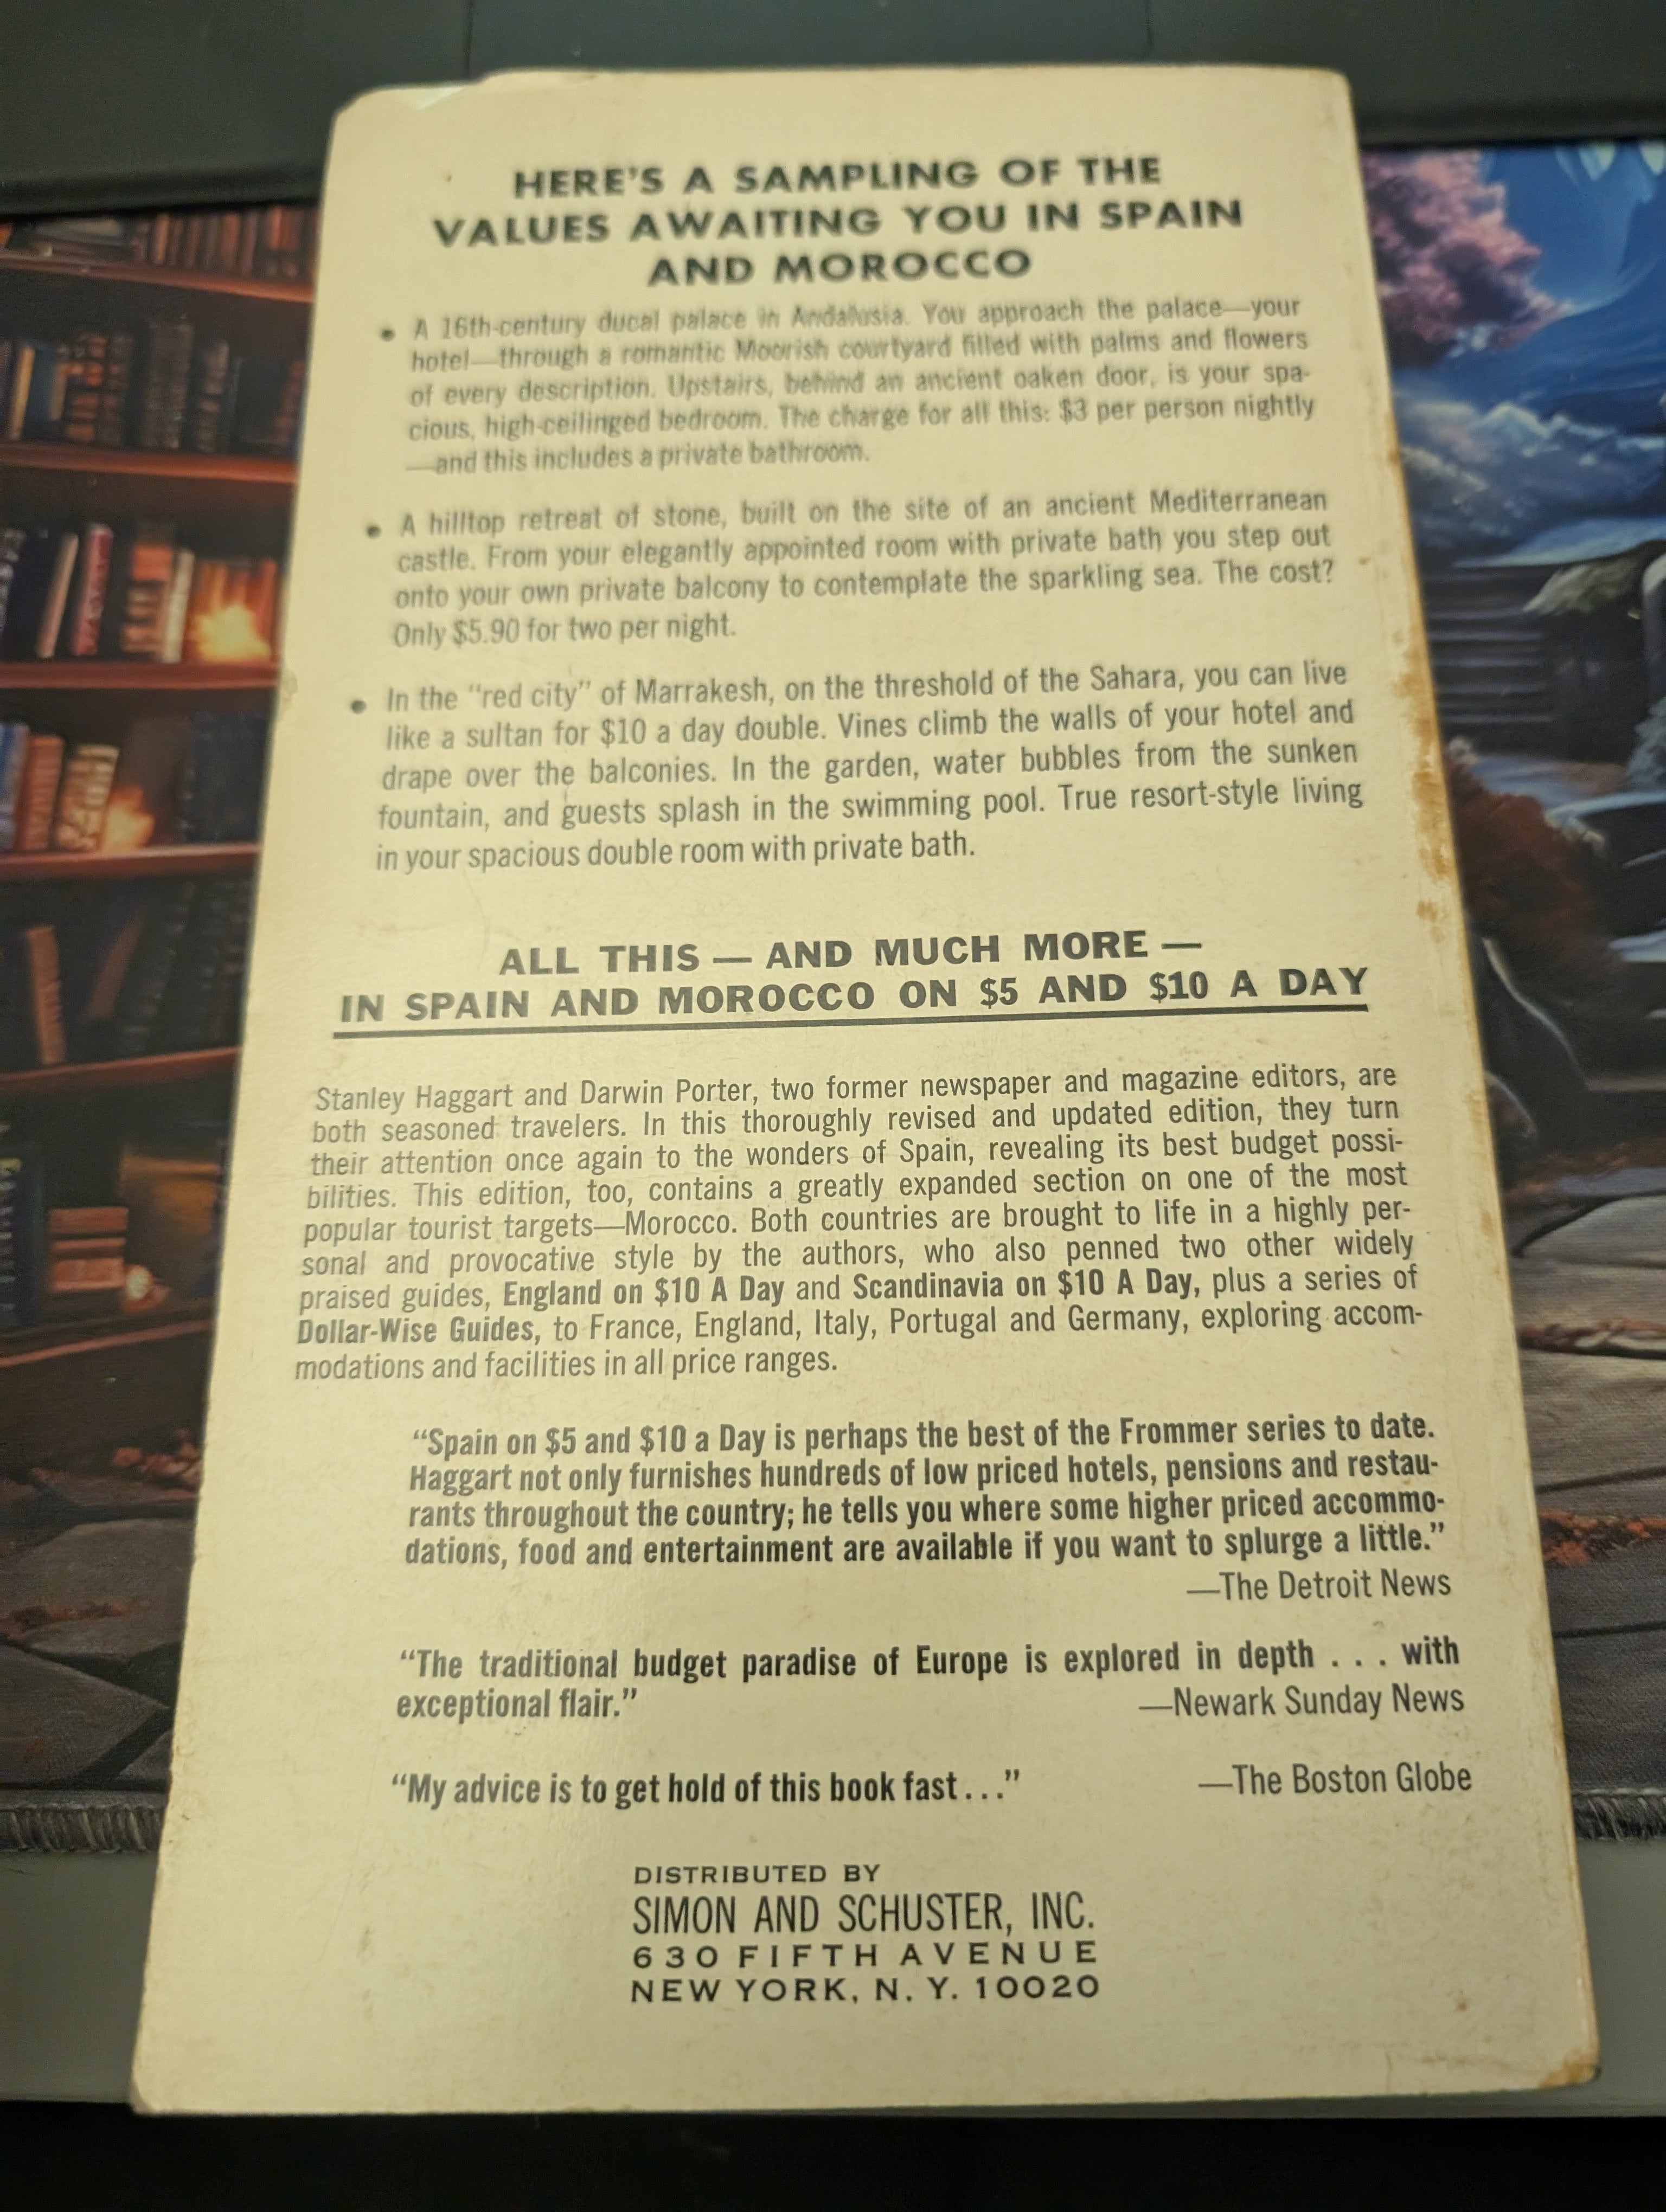 HERE'S A SAMPLING OF THE
VALUES AWAITING YOU IN SPAIN
AND MOROCCO
• A 16th-century ducal palace in Andalusia. You approach the palace—your
hotel—through a romantic Moorish courtyard filled with palms and flowers
of every description. Upstairs, behind an ancient oaken door, is your spa-
cious, high-ceilinged bedroom. The charge for all this: $3 per person nightly
—and this includes a private bathroom.
• A hilltop retreat of stone, built on the site of an ancient Mediterranean
castle. From your elegantly appointed room with private bath you step out
onto your own private balcony to contemplate the sparkling sea. The cost?
Only $5.90 for two per night.
• In the "red city" of Marrakesh, on the threshold of the Sahara, you can live
like a sultan for $10 a day double. Vines climb the walls of your hotel and
drape over the balconies. In the garden, water bubbles from the sunken
fountain, and guests splash in the swimming pool. True resort-style living
in your spacious double room with private bath.
ALL THIS — AND MUCH MORE —
IN SPAIN AND MOROCCO ON $5 AND $10 A DAY
Stanley Haggart and Darwin Porter, two former newspaper and magazine editors, are
both seasoned travelers. In this thoroughly revised and updated edition, they turn
their attention once again to the wonders of Spain, revealing its best budget possi-
bilities. This edition, too, contains a greatly expanded section on one of the most
popular tourist targets—Morocco. Both countries are brought to life in a highly per-
sonal and provocative style by the authors, who also penned two other widely
praised guides, England on $10 A Day and Scandinavia on $10 A Day, plus a series of
Dollar-Wise Guides, to France, England, Italy, Portugal and Germany, exploring accom-
modations and facilities in all price ranges.
"Spain on $5 and $10 a Day is perhaps the best of the Frommer series to date.
Haggart not only furnishes hundreds of low priced hotels, pensions and restau-
rants throughout the country; he tells you where some higher priced accommo-
dations, food and entertainment are available if you want to splurge a little."
—The Detroit News
"The traditional budget paradise of Europe is explored in depth . . . with
exceptional flair." —Newark Sunday News
"My advice is to get hold of this book fast . . ." —The Boston Globe
DISTRIBUTED BY
SIMON AND SCHUSTER, INC.
630 FIFTH AVENUE
NEW YORK, N. Y. 10020